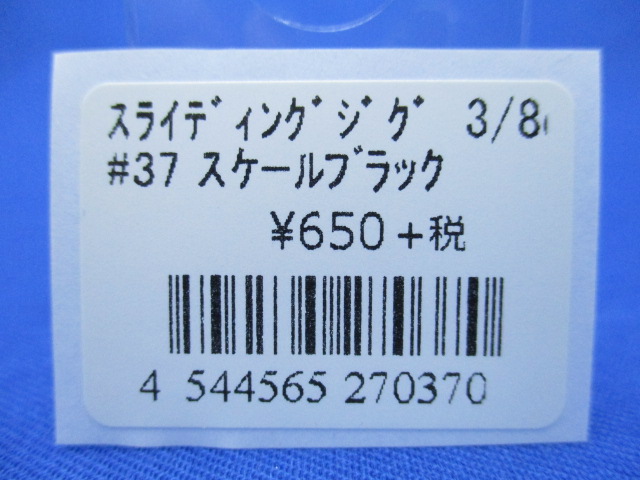 ｽﾗｲﾃﾞｨﾝｸﾞｼﾞｸﾞ 3/8
#37 スケールブラック
¥650+税
4 544565 270370